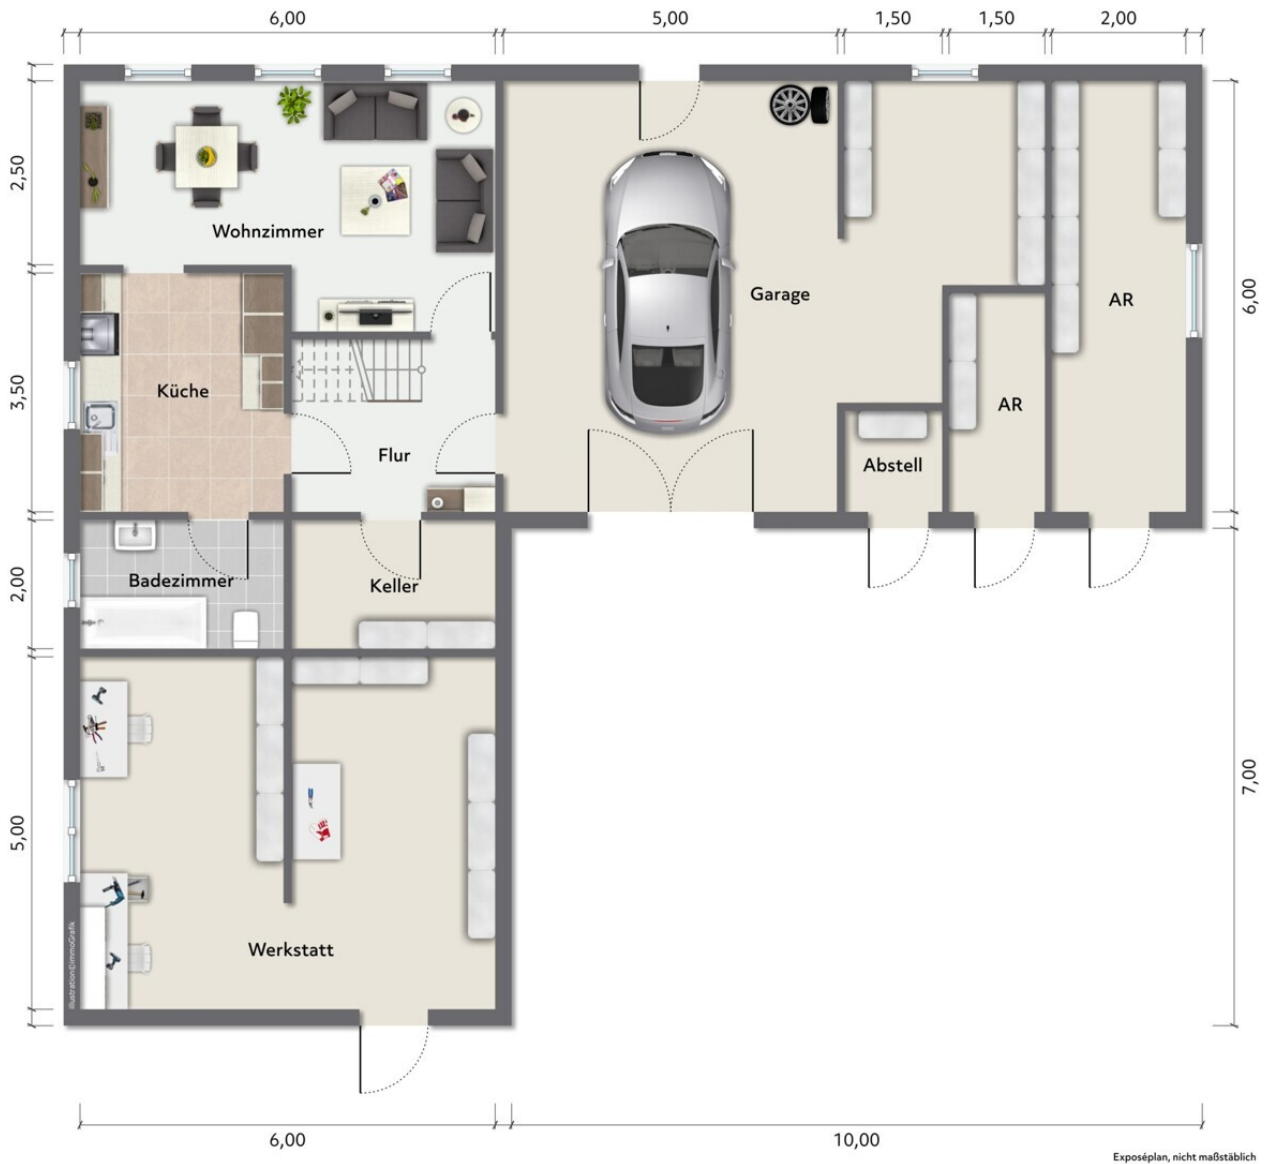 6,00
5,00
1,50
1,50
2,00
2,50
Wohnzimmer
Garage
AR
6,00
3,50
Küche
AR
Flur
Abstell
2,00
Badezimmer
Keller
7,00
5,00
Werkstatt
Illustration©ImmoGrafik
6,00
10,00
Exposéplan, nicht maßstäblich